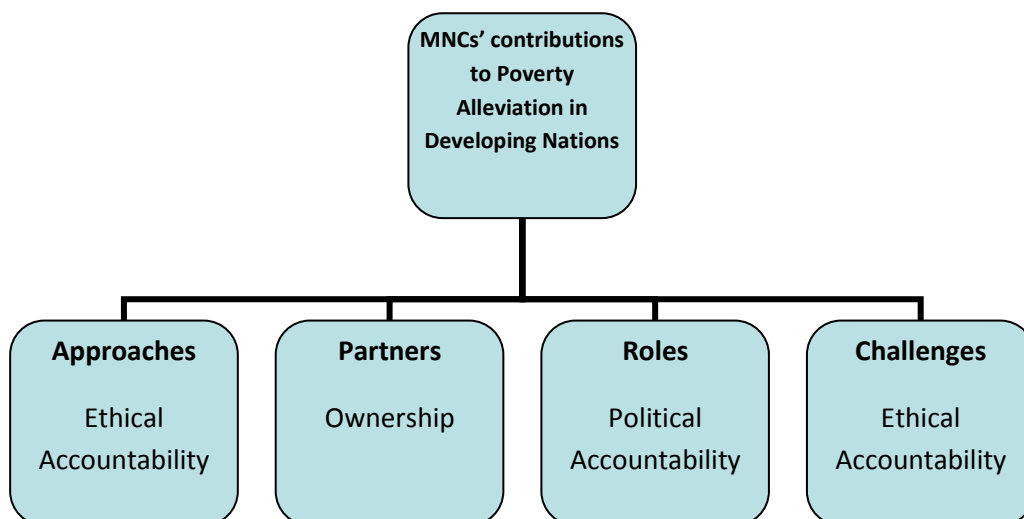 MNCs’ contributions
to Poverty
Alleviation in
Developing Nations
Approaches
Ethical
Accountability
Partners
Ownership
Roles
Political
Accountability
Challenges
Ethical
Accountability